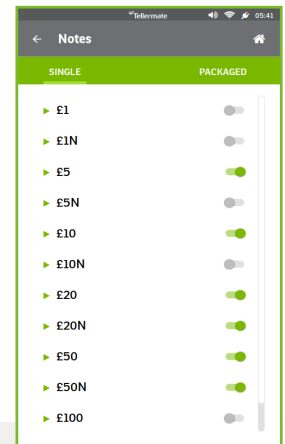 Tellermate 05:41
Notes
SINGLE PACKAGED
£1
£1N
£5
£5N
£10
£10N
£20
£20N
£50
£50N
£100